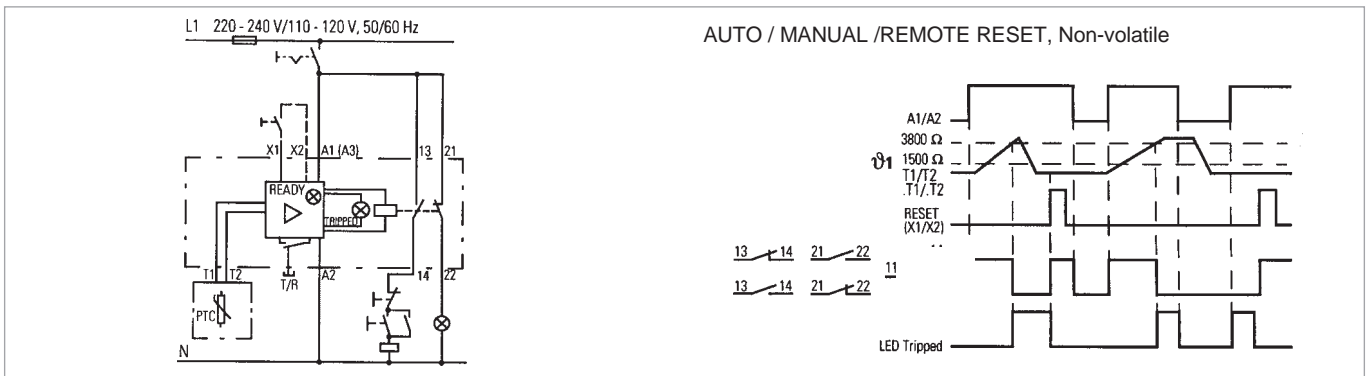 L1 220 - 240 V/110 - 120 V, 50/60 Hz
X1 X2 A1 (A3) 13 21
READY
TRIPPED
T1 T2 T/R A2 14 22
PTC
N
AUTO / MANUAL /REMOTE RESET, Non-volatile
A1/A2
3800 Ω
ϑ1
1500 Ω
T1/T2
.T1/.T2
RESET
(X1/X2)
13 14 21 22
11
13 14 21 22
LED Tripped